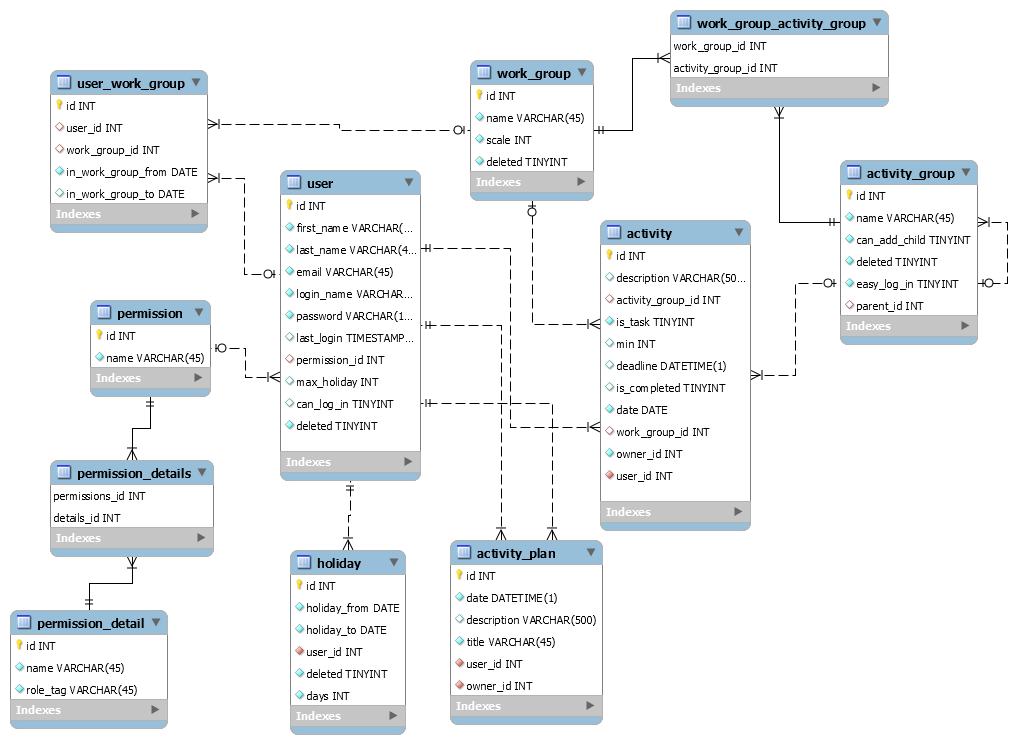 work_group_activity_group
work_group_id INT
activity_group_id INT
Indexes
user_work_group
id INT
user_id INT
work_group_id INT
in_work_group_from DATE
in_work_group_to DATE
Indexes
work_group
id INT
name VARCHAR(45)
scale INT
deleted TINYINT
Indexes
activity_group
id INT
name VARCHAR(45)
can_add_child TINYINT
deleted TINYINT
easy_log_in TINYINT
parent_id INT
Indexes
user
id INT
first_name VARCHAR(...
last_name VARCHAR(4...
email VARCHAR(45)
login_name VARCHAR...
password VARCHAR(1...
last_login TIMESTAMP...
permission_id INT
max_holiday INT
can_log_in TINYINT
deleted TINYINT
Indexes
activity
id INT
description VARCHAR(50...
activity_group_id INT
is_task TINYINT
min INT
deadline DATETIME(1)
is_completed TINYINT
date DATE
work_group_id INT
owner_id INT
user_id INT
Indexes
permission
id INT
name VARCHAR(45)
Indexes
permission_details
permissions_id INT
details_id INT
Indexes
permission_detail
id INT
name VARCHAR(45)
role_tag VARCHAR(45)
Indexes
holiday
id INT
holiday_from DATE
holiday_to DATE
user_id INT
deleted TINYINT
days INT
Indexes
activity_plan
id INT
date DATETIME(1)
description VARCHAR(500)
title VARCHAR(45)
user_id INT
owner_id INT
Indexes